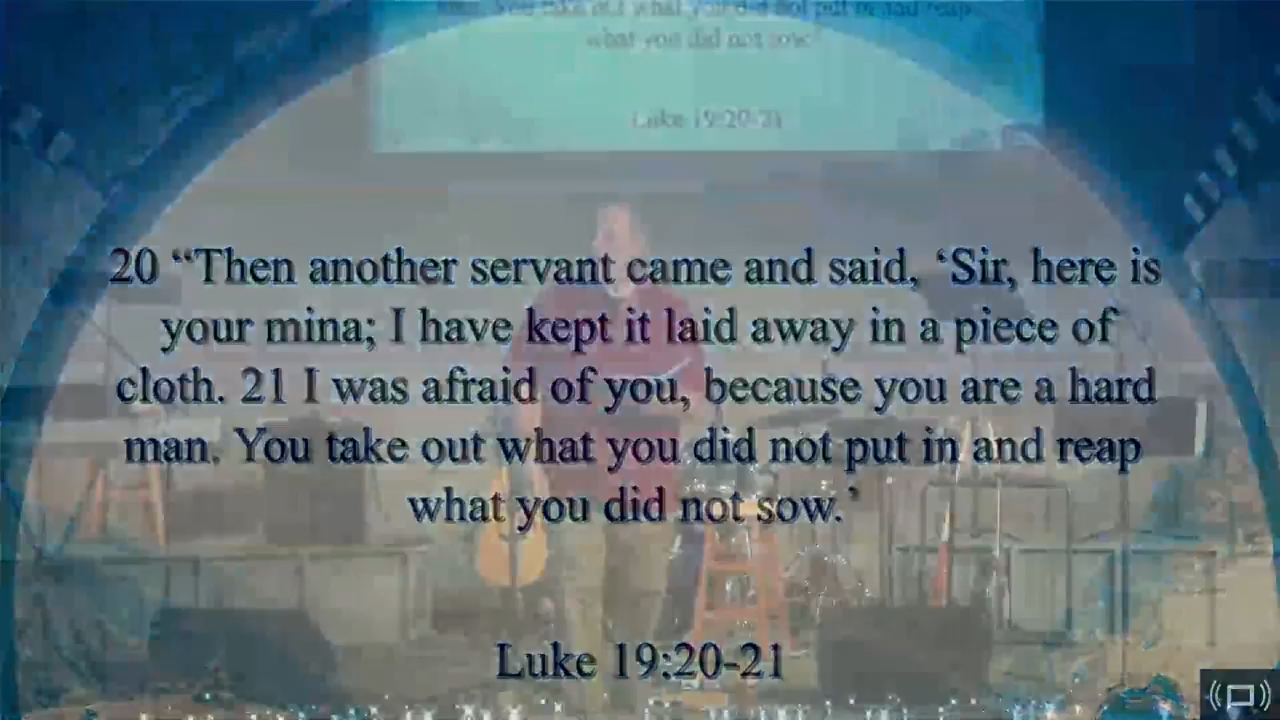 what you did not sow.’
Luke 19:20-21
20 “Then another servant came and said, ‘Sir, here is
your mina; I have kept it laid away in a piece of
cloth. 21 I was afraid of you, because you are a hard
man. You take out what you did not put in and reap
what you did not sow.’
Luke 19:20-21